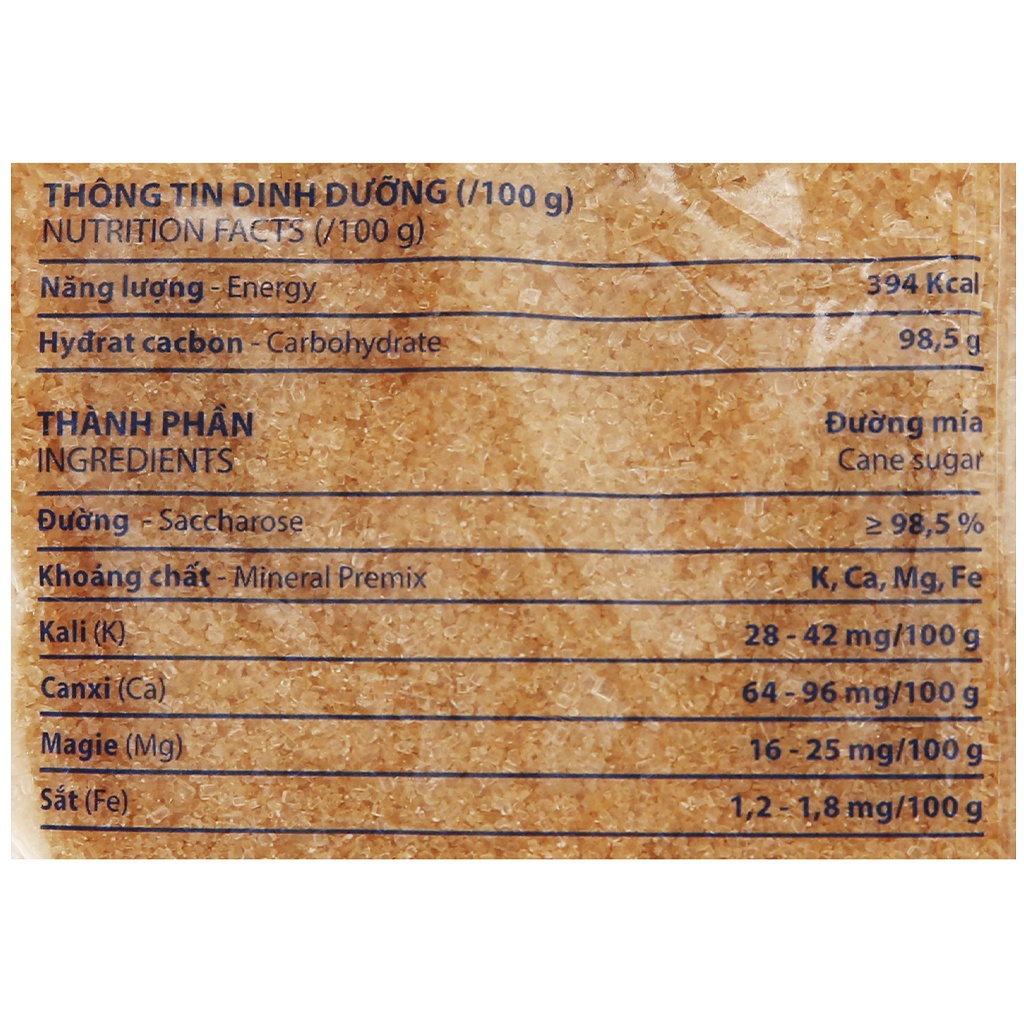 THÔNG TIN DINH DƯỠNG (/100 g)
NUTRITION FACTS (/100 g)
Năng lượng - Energy 394 Kcal
Hyđrat cacbon - Carbohydrate 98,5 g
THÀNH PHẦN Đường mía
INGREDIENTS Cane sugar
Đường - Saccharose ≥ 98,5 %
Khoáng chất - Mineral Premix K, Ca, Mg, Fe
Kali (K) 28 - 42 mg/100 g
Canxi (Ca) 64 - 96 mg/100 g
Magie (Mg) 16 - 25 mg/100 g
Sắt (Fe) 1,2 - 1,8 mg/100 g